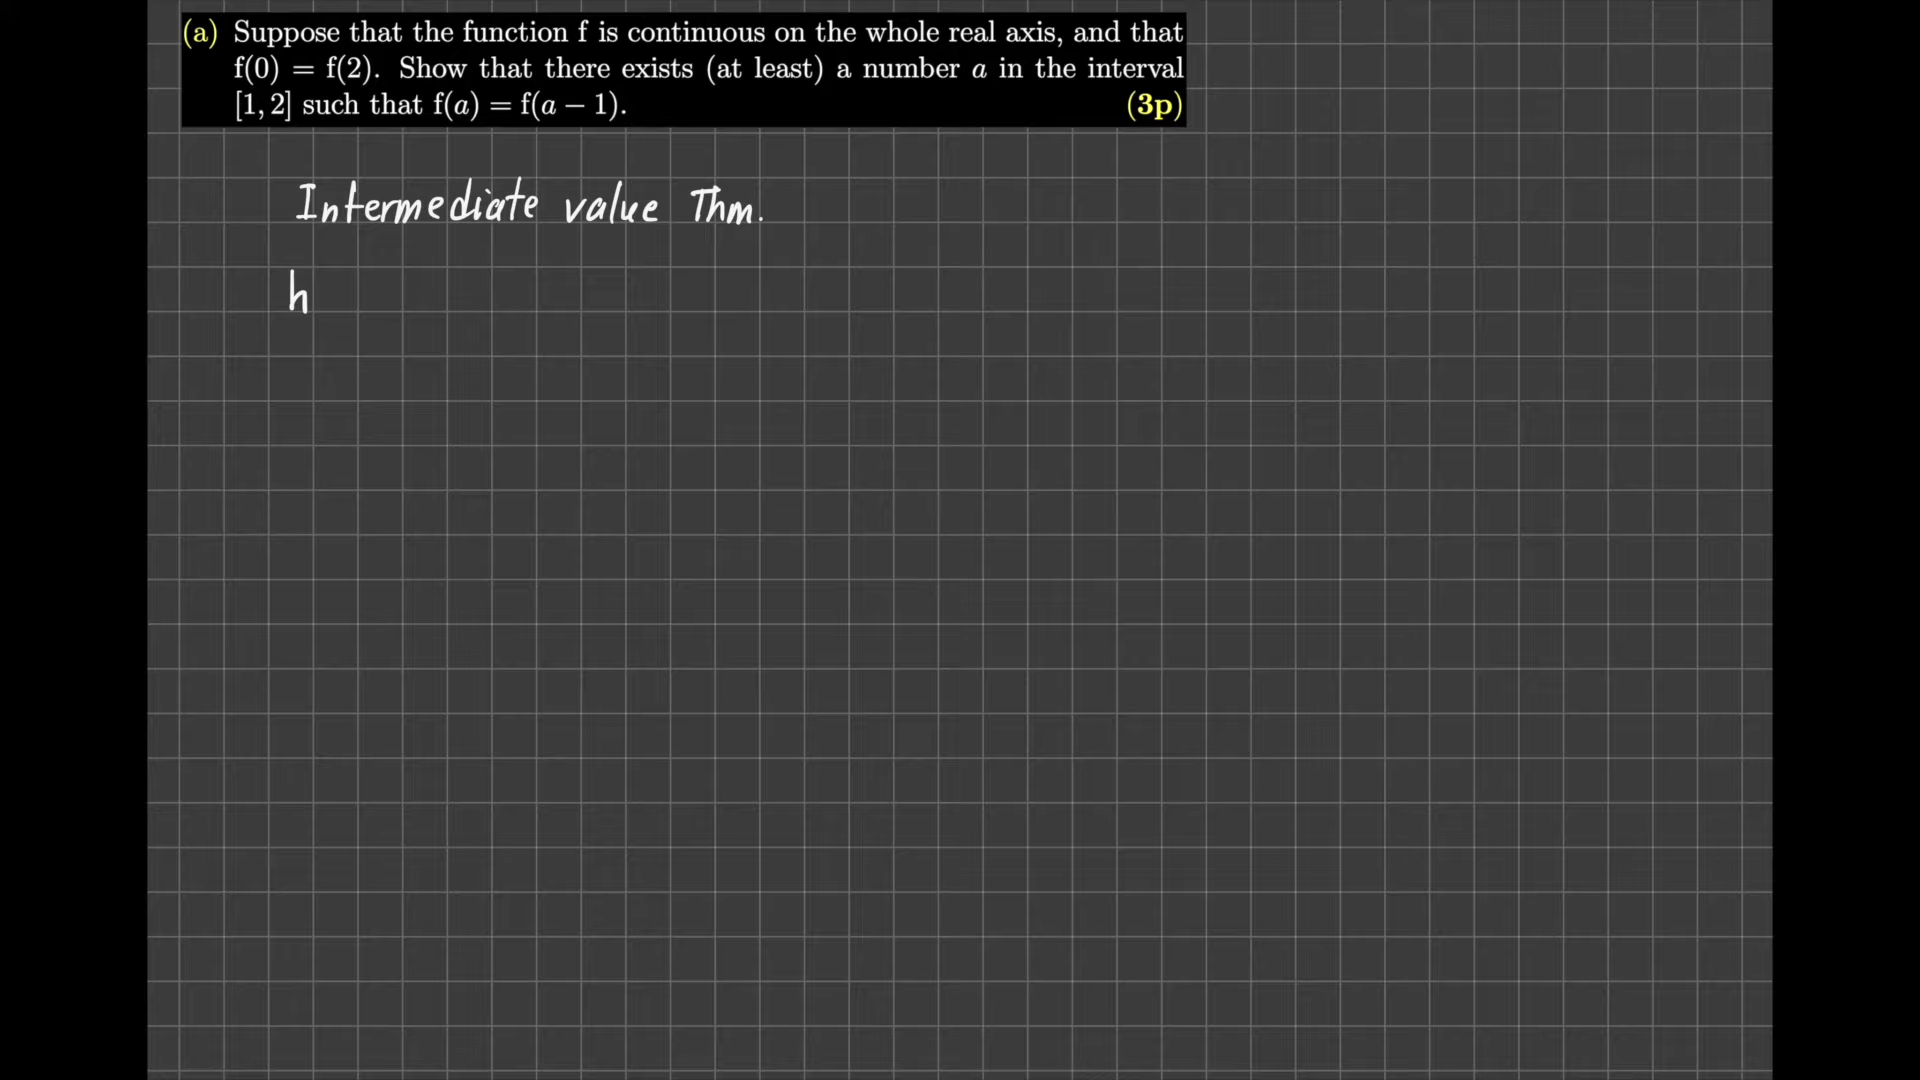 (a) Suppose that the function f is continuous on the whole real axis, and that
f(0) = f(2). Show that there exists (at least) a number a in the interval
[1, 2] such that f(a) = f(a − 1). (3p)
Intermediate value Thm.
h